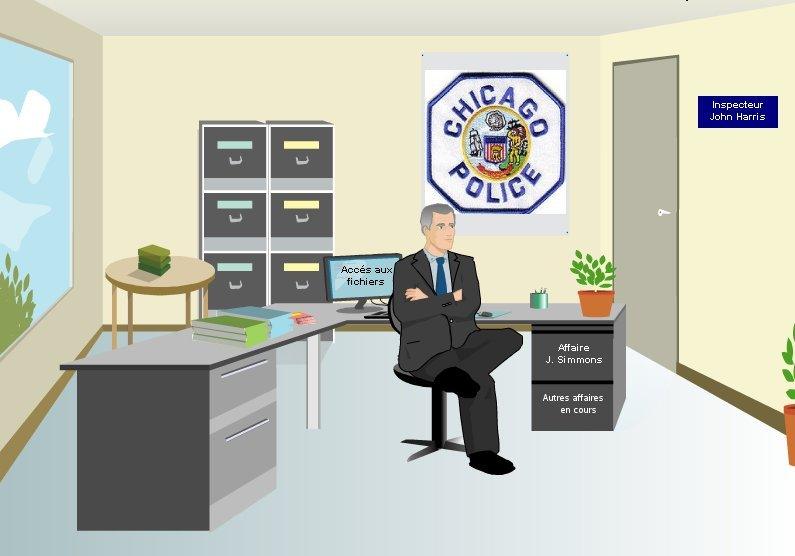 CHICAGO
POLICE
Inspecteur
John Harris
Accés aux
fichiers
Affaire
J. Simmons
Autres affaires
en cours